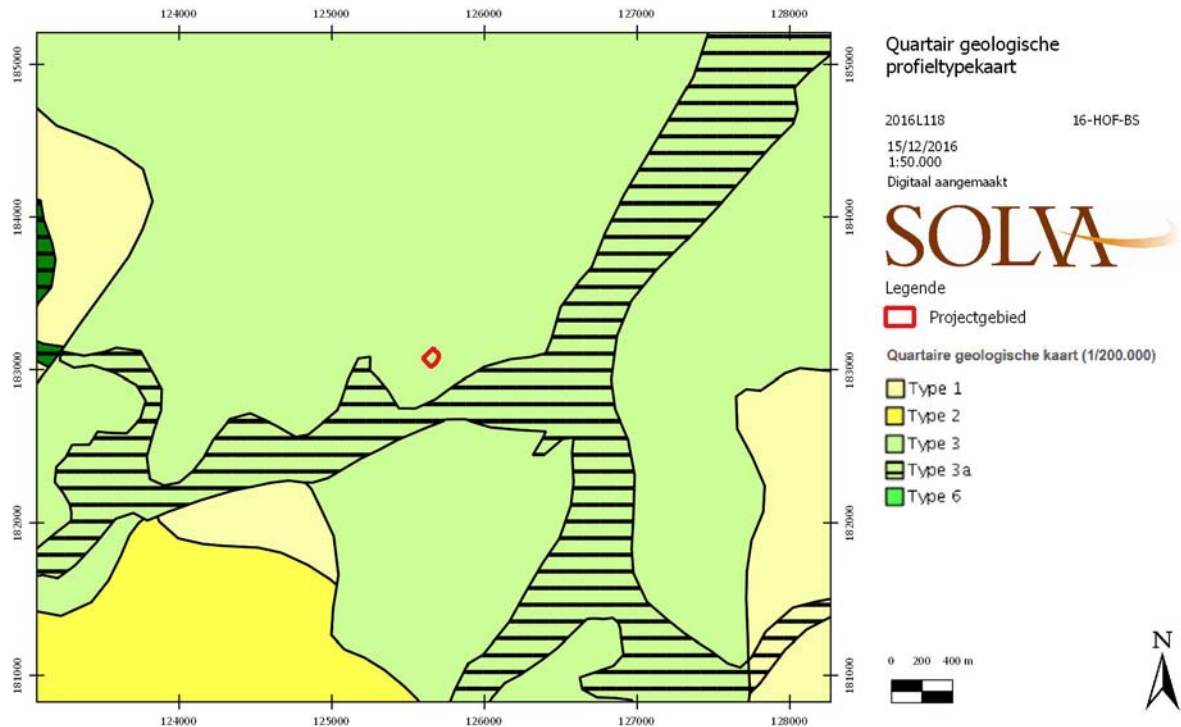 124000 125000 126000 127000 128000
185000 185000
184000 184000
183000 183000
182000 182000
181000 181000
124000 125000 126000 127000 128000
Quartair geologische
profieltypekaart
2016L118 16-HOF-BS
15/12/2016
1:50.000
Digitaal aangemaakt
SOLVA
Legende
Projectgebied
Quartaire geologische kaart (1/200.000)
Type 1
Type 2
Type 3
Type 3a
Type 6
N
0 200 400 m